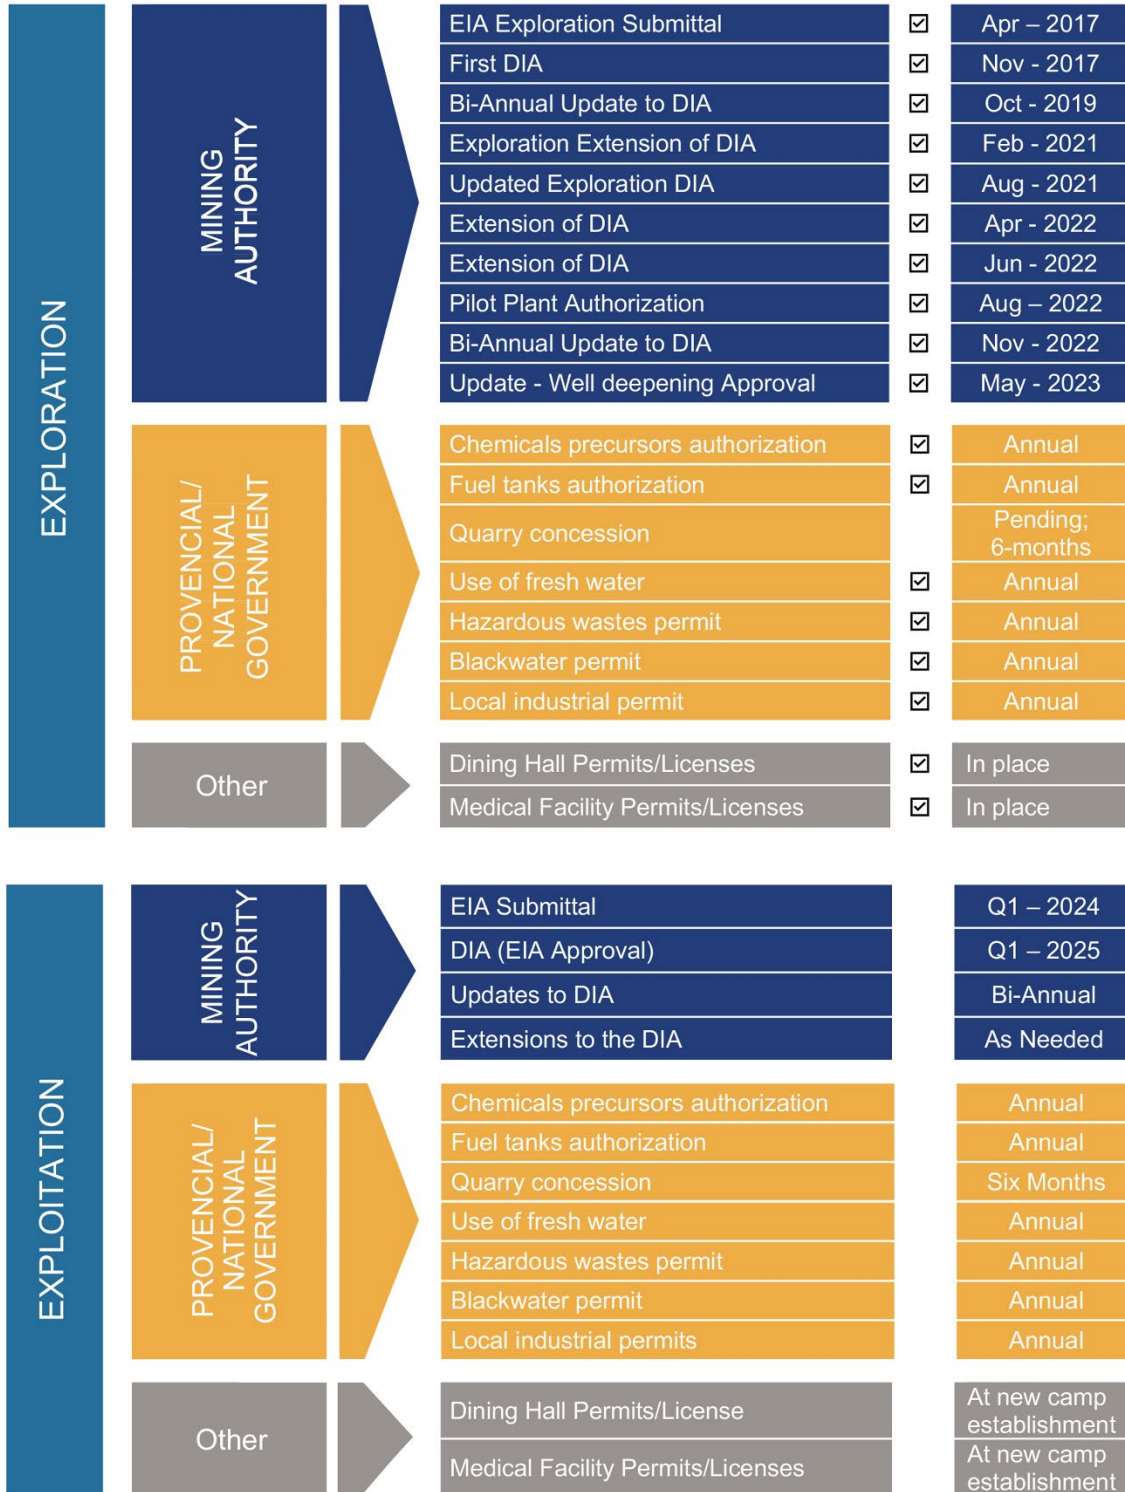 EXPLORATION
MINING
AUTHORITY
EIA Exploration Submittal ☑ Apr – 2017
First DIA ☑ Nov - 2017
Bi-Annual Update to DIA ☑ Oct - 2019
Exploration Extension of DIA ☑ Feb - 2021
Updated Exploration DIA ☑ Aug - 2021
Extension of DIA ☑ Apr - 2022
Extension of DIA ☑ Jun - 2022
Pilot Plant Authorization ☑ Aug – 2022
Bi-Annual Update to DIA ☑ Nov - 2022
Update - Well deepening Approval ☑ May - 2023
PROVENCIAL/
NATIONAL
GOVERNMENT
Chemicals precursors authorization ☑ Annual
Fuel tanks authorization ☑ Annual
Quarry concession
Pending;
6-months
Use of fresh water ☑ Annual
Hazardous wastes permit ☑ Annual
Blackwater permit ☑ Annual
Local industrial permit ☑ Annual
Other
Dining Hall Permits/Licenses ☑ In place
Medical Facility Permits/Licenses ☑ In place
EXPLOITATION
MINING
AUTHORITY
EIA Submittal Q1 – 2024
DIA (EIA Approval) Q1 – 2025
Updates to DIA Bi-Annual
Extensions to the DIA As Needed
PROVENCIAL/
NATIONAL
GOVERNMENT
Chemicals precursors authorization Annual
Fuel tanks authorization Annual
Quarry concession Six Months
Use of fresh water Annual
Hazardous wastes permit Annual
Blackwater permit Annual
Local industrial permits Annual
Other
Dining Hall Permits/License
At new camp
establishment
Medical Facility Permits/Licenses
At new camp
establishment